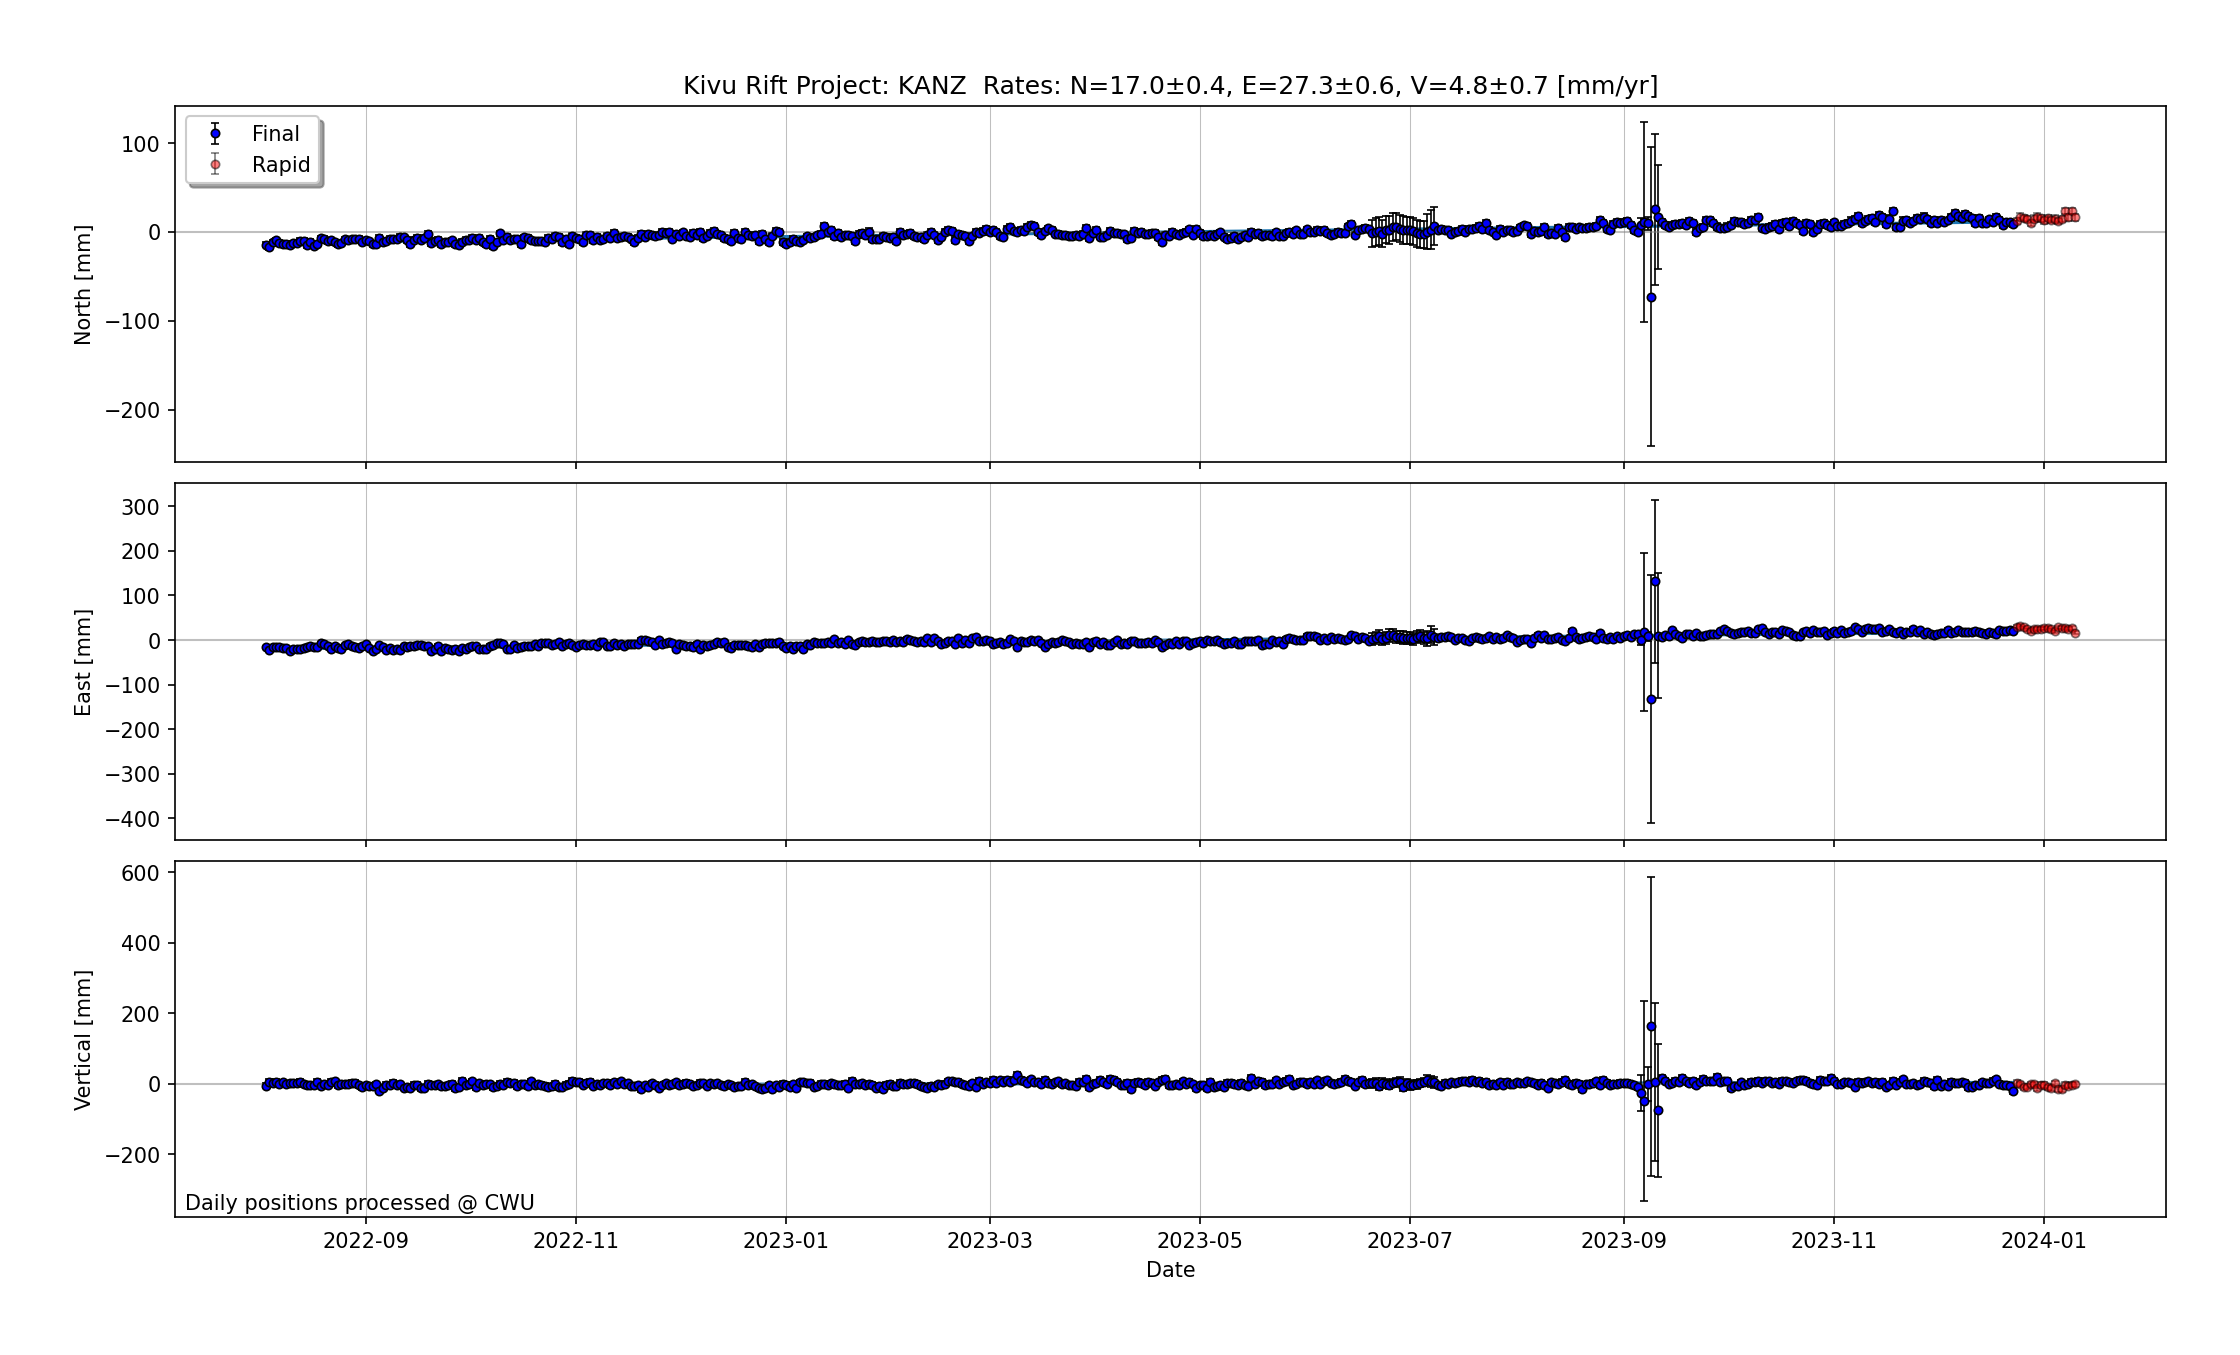 Kivu Rift Project: KANZ  Rates: N=17.0±0.4, E=27.3±0.6, V=4.8±0.7 [mm/yr]
Final
Rapid
North [mm]
100
0
−100
−200
East [mm]
300
200
100
0
−100
−200
−300
−400
Vertical [mm]
600
400
200
0
−200
Daily positions processed @ CWU
2022-09 2022-11 2023-01 2023-03 2023-05 2023-07 2023-09 2023-11 2024-01
Date